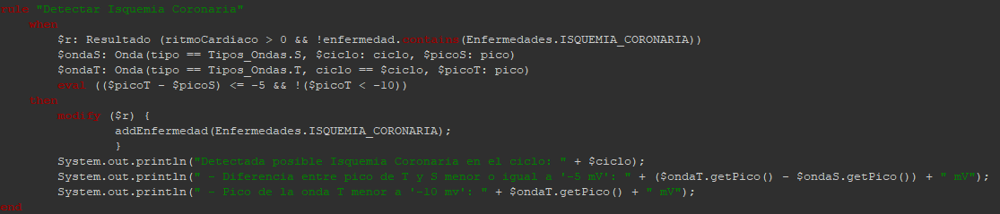 rule "Detectar Isquemia Coronaria"
when
$r: Resultado (ritmoCardiaco > 0 && !enfermedad.contains(Enfermedades.ISQUEMIA_CORONARIA))
$ondaS: Onda(tipo == Tipos_Ondas.S, $ciclo: ciclo, $picoS: pico)
$ondaT: Onda(tipo == Tipos_Ondas.T, ciclo == $ciclo, $picoT: pico)
eval (($picoT - $picoS) <= -5 && !($picoT < -10))
then
modify ($r) {
addEnfermedad(Enfermedades.ISQUEMIA_CORONARIA);
}
System.out.println("Detectada posible Isquemia Coronaria en el ciclo: " + $ciclo);
System.out.println(" - Diferencia entre pico de T y S menor o igual a '-5 mV': " + ($ondaT.getPico() - $ondaS.getPico()) + " mV");
System.out.println(" - Pico de la onda T menor a '-10 mv': " + $ondaT.getPico() + " mV");
end